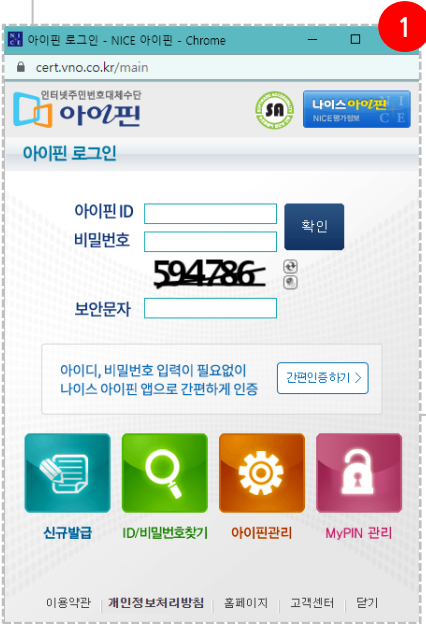 1
아이핀 로그인 - NICE 아이핀 - Chrome
cert.vno.co.kr/main
인터넷주민번호대체수단
아이핀
SA
나이스아이핀
NICE평가정보
NICE
아이핀 로그인
아이핀 ID
비밀번호
확인
594786
보안문자
아이디, 비밀번호 입력이 필요없이
나이스 아이핀 앱으로 간편하게 인증
간편인증하기 >
신규발급
ID/비밀번호찾기
아이핀관리
MyPIN 관리
이용약관
개인정보처리방침
홈페이지
고객센터
닫기